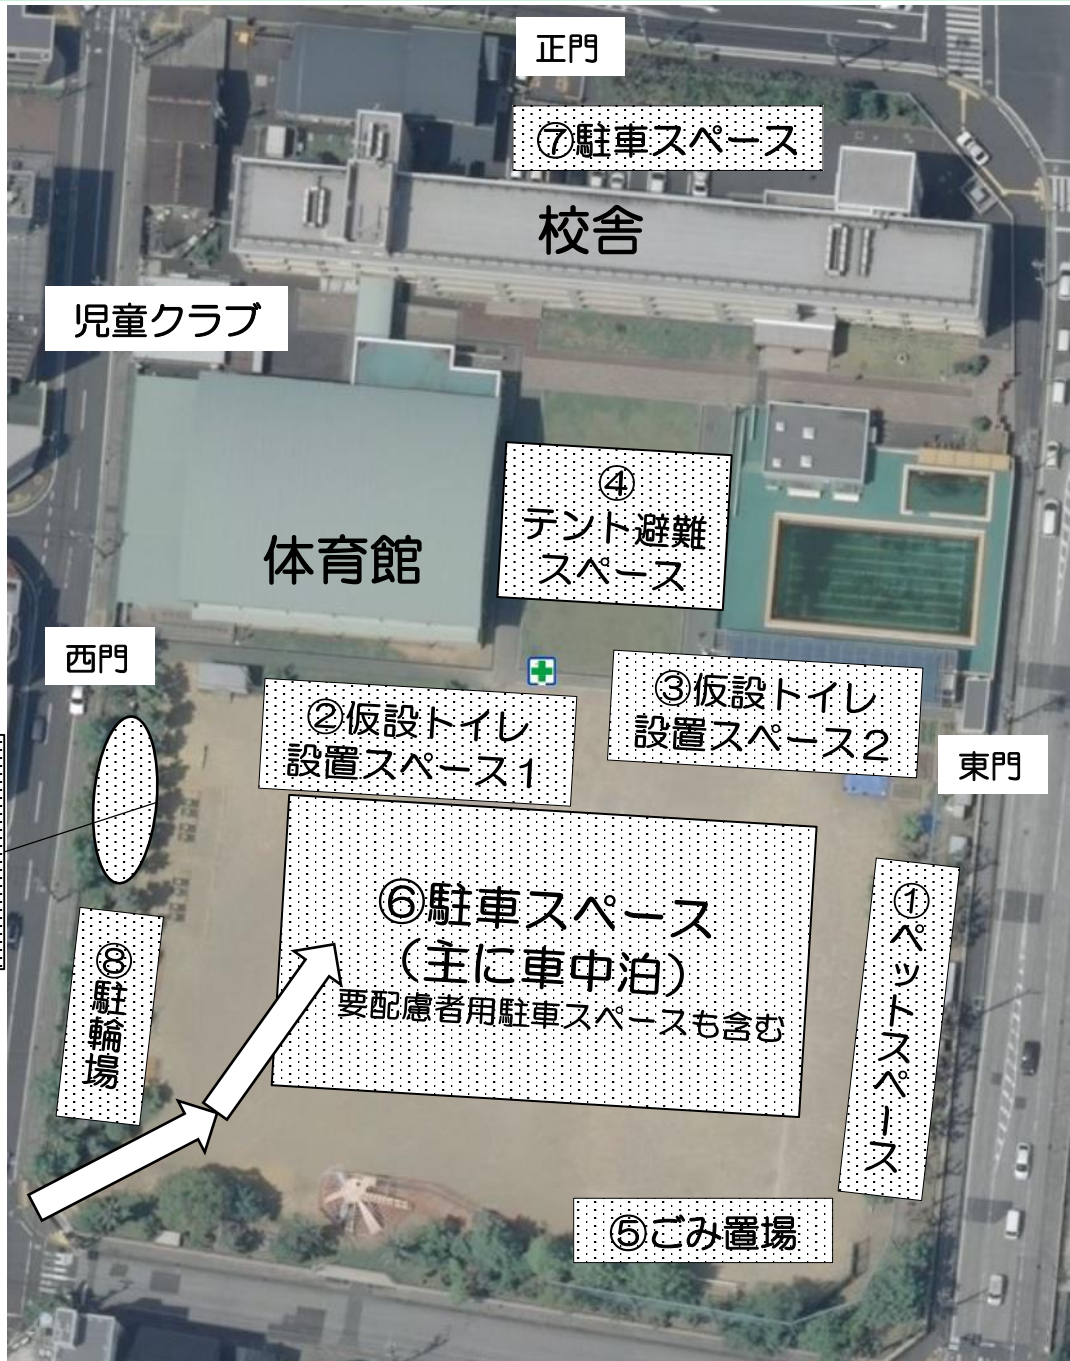 正門
⑦駐車スペース
校舎
児童クラブ
④
テント避難
スペース
体育館
西門
③仮設トイレ
設置スペース2
②仮設トイレ
設置スペース1
東門
⑥駐車スペース
（主に車中泊）
要配慮者用駐車スペースも含む
①ペットスペース
⑧駐輪場
⑤ごみ置場